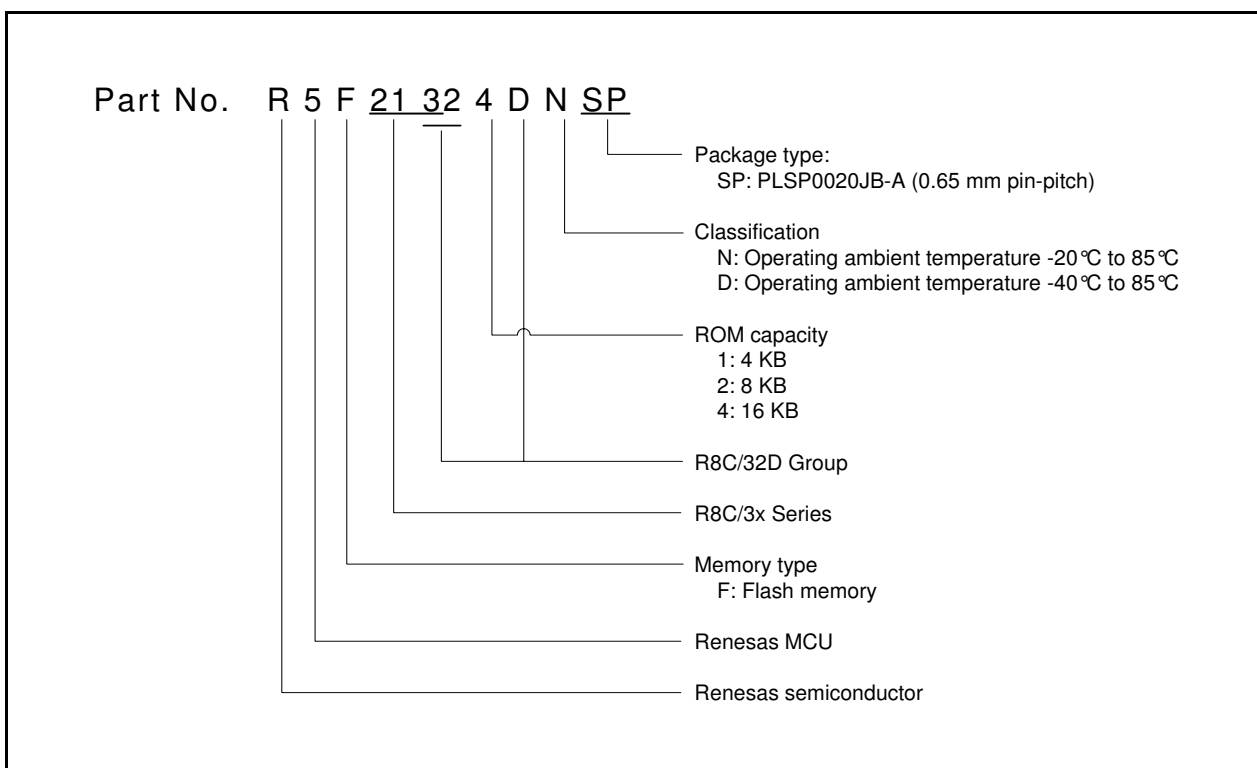 Part No. R 5 F 21 32 4 D N SP
Package type:
SP: PLSP0020JB-A (0.65 mm pin-pitch)
Classification
N: Operating ambient temperature -20°C to 85°C
D: Operating ambient temperature -40°C to 85°C
ROM capacity
1: 4 KB
2: 8 KB
4: 16 KB
R8C/32D Group
R8C/3x Series
Memory type
F: Flash memory
Renesas MCU
Renesas semiconductor